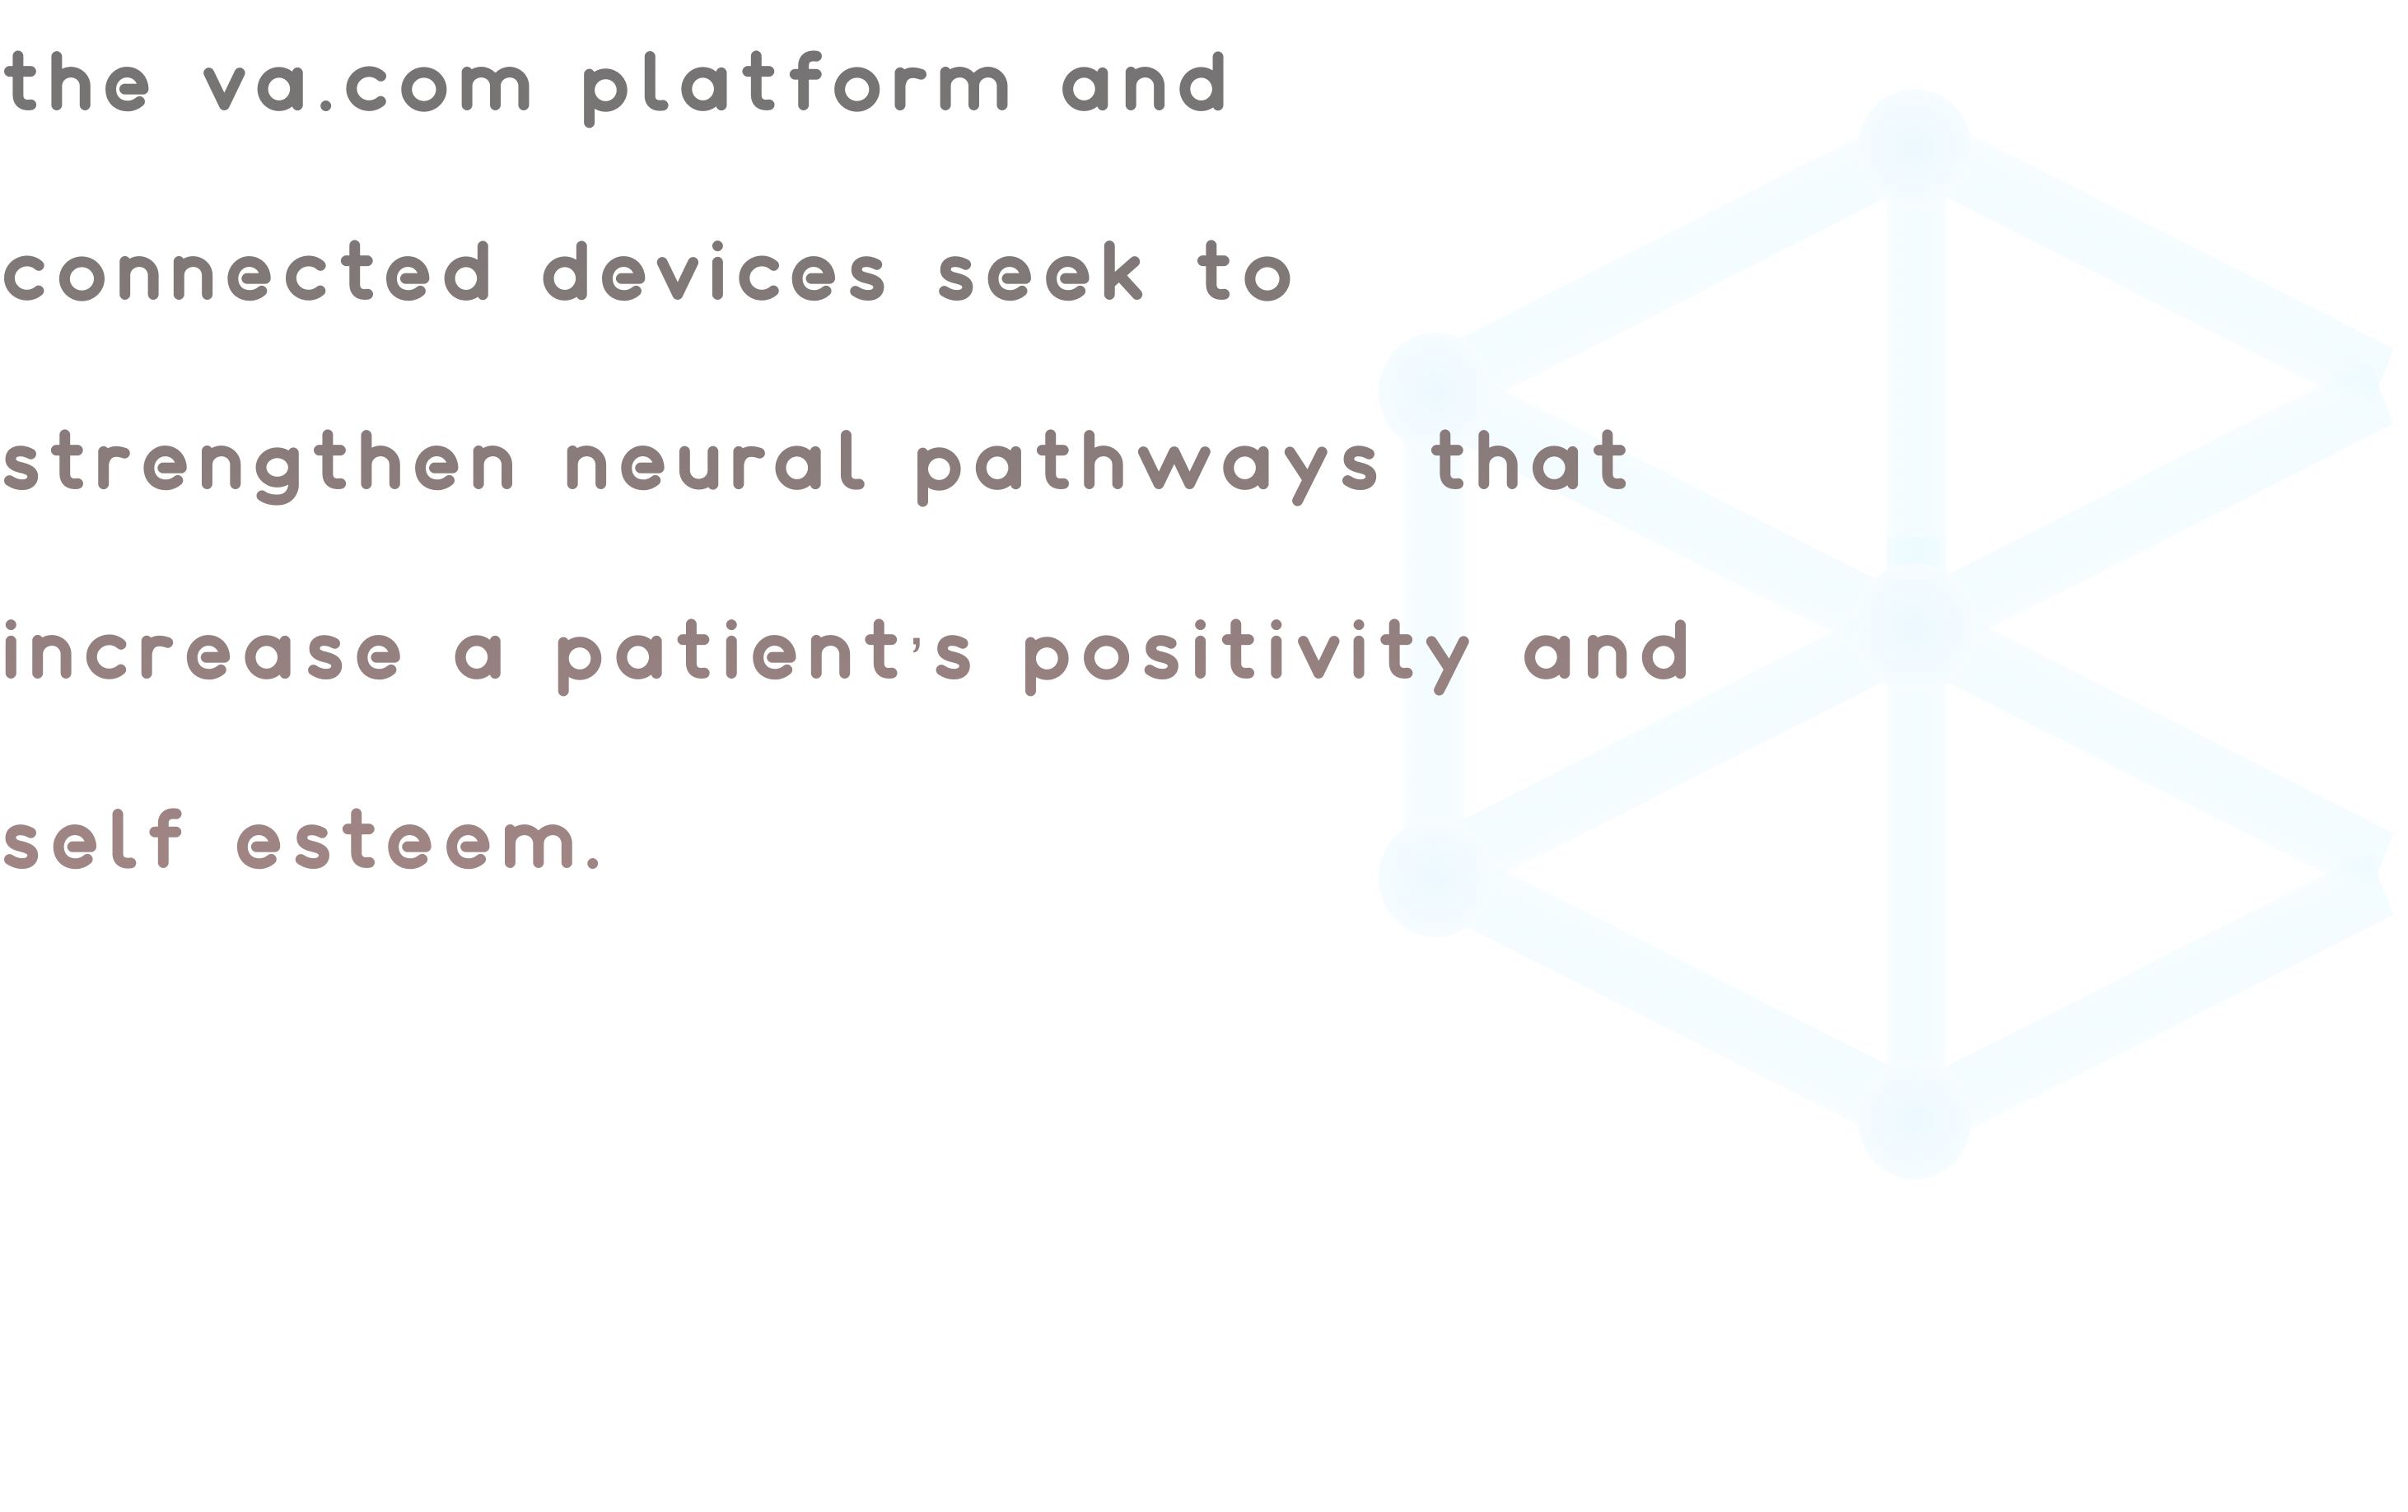 the va.com platform and
connected devices seek to
strengthen neural pathways that
increase a patient's positivity and
self esteem.